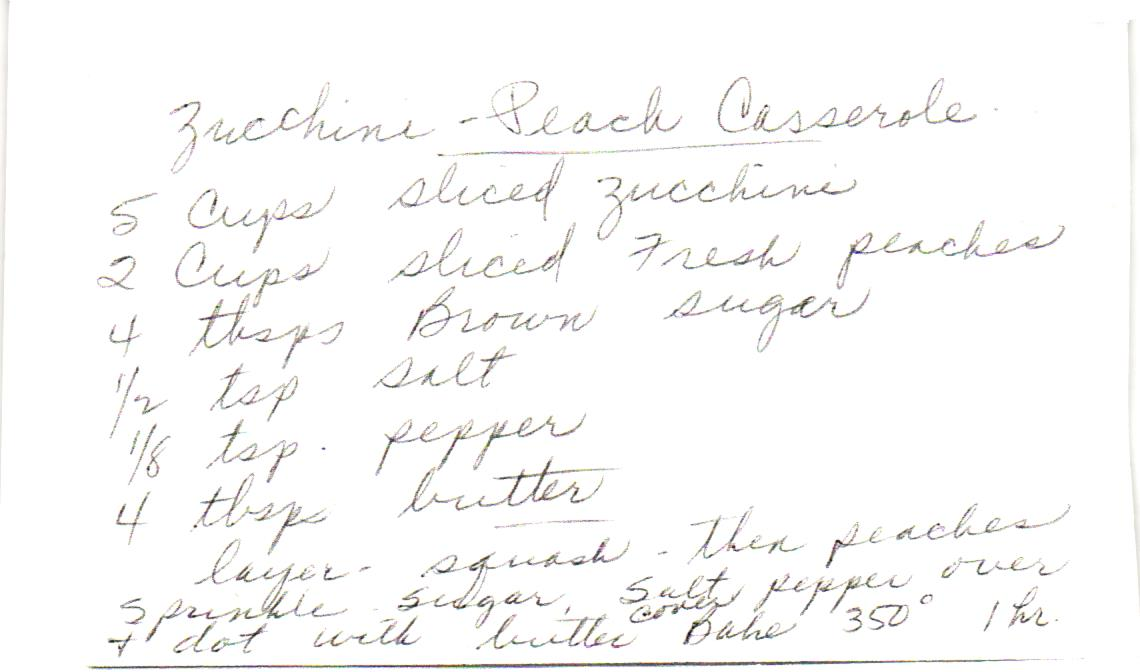 Zucchini - Peach Casserole
5 Cups sliced zucchini
2 Cups sliced Fresh peaches
4 tbsps Brown sugar
1/2 tsp salt
1/8 tsp. pepper
4 tbsps butter
layer - squash - then peaches
Sprinkle sugar, salt pepper over
+ dot with butter cover Bake 350° 1 hr.